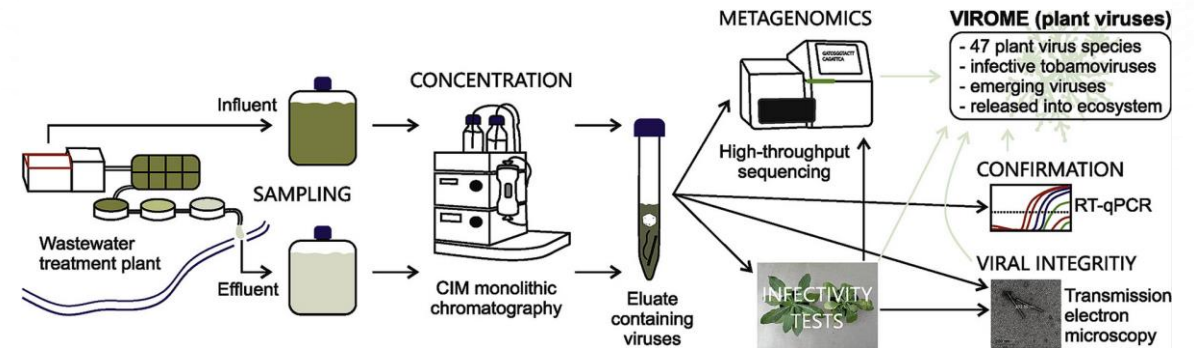 METAGENOMICS
VIROME (plant viruses)
- 47 plant virus species
- infective tobamoviruses
- emerging viruses
- released into ecosystem
CONCENTRATION
Influent
High-throughput
sequencing
SAMPLING
CONFIRMATION
RT-qPCR
Wastewater
treatment plant
Effluent
CIM monolithic
chromatography
Eluate
containing
viruses
INFECTIVITY
TESTS
VIRAL INTEGRITIY
Transmission
electron
microscopy